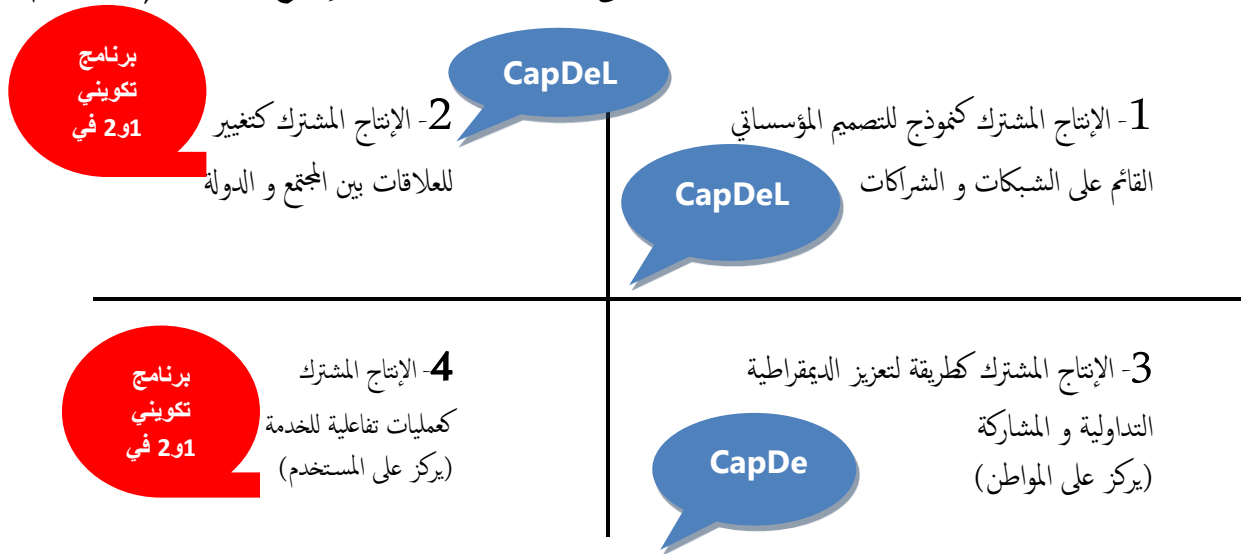 1- الإنتاج المشترك كنموذج للتصميم المؤسساتي
القائم على الشبكات و الشراكات
CapDeL
2- الإنتاج المشترك كتغيير
للعلاقات بين المجتمع و الدولة
CapDeL
برنامج
تكويني
1و2 في
3- الإنتاج المشترك كطريقة لتعزيز الديمقراطية
التداولية و المشاركة
(يركز على المواطن)
CapDe
4- الإنتاج المشترك
كعمليات تفاعلية للخدمة
(يركز على المستخدم)
برنامج
تكويني
1و2 في